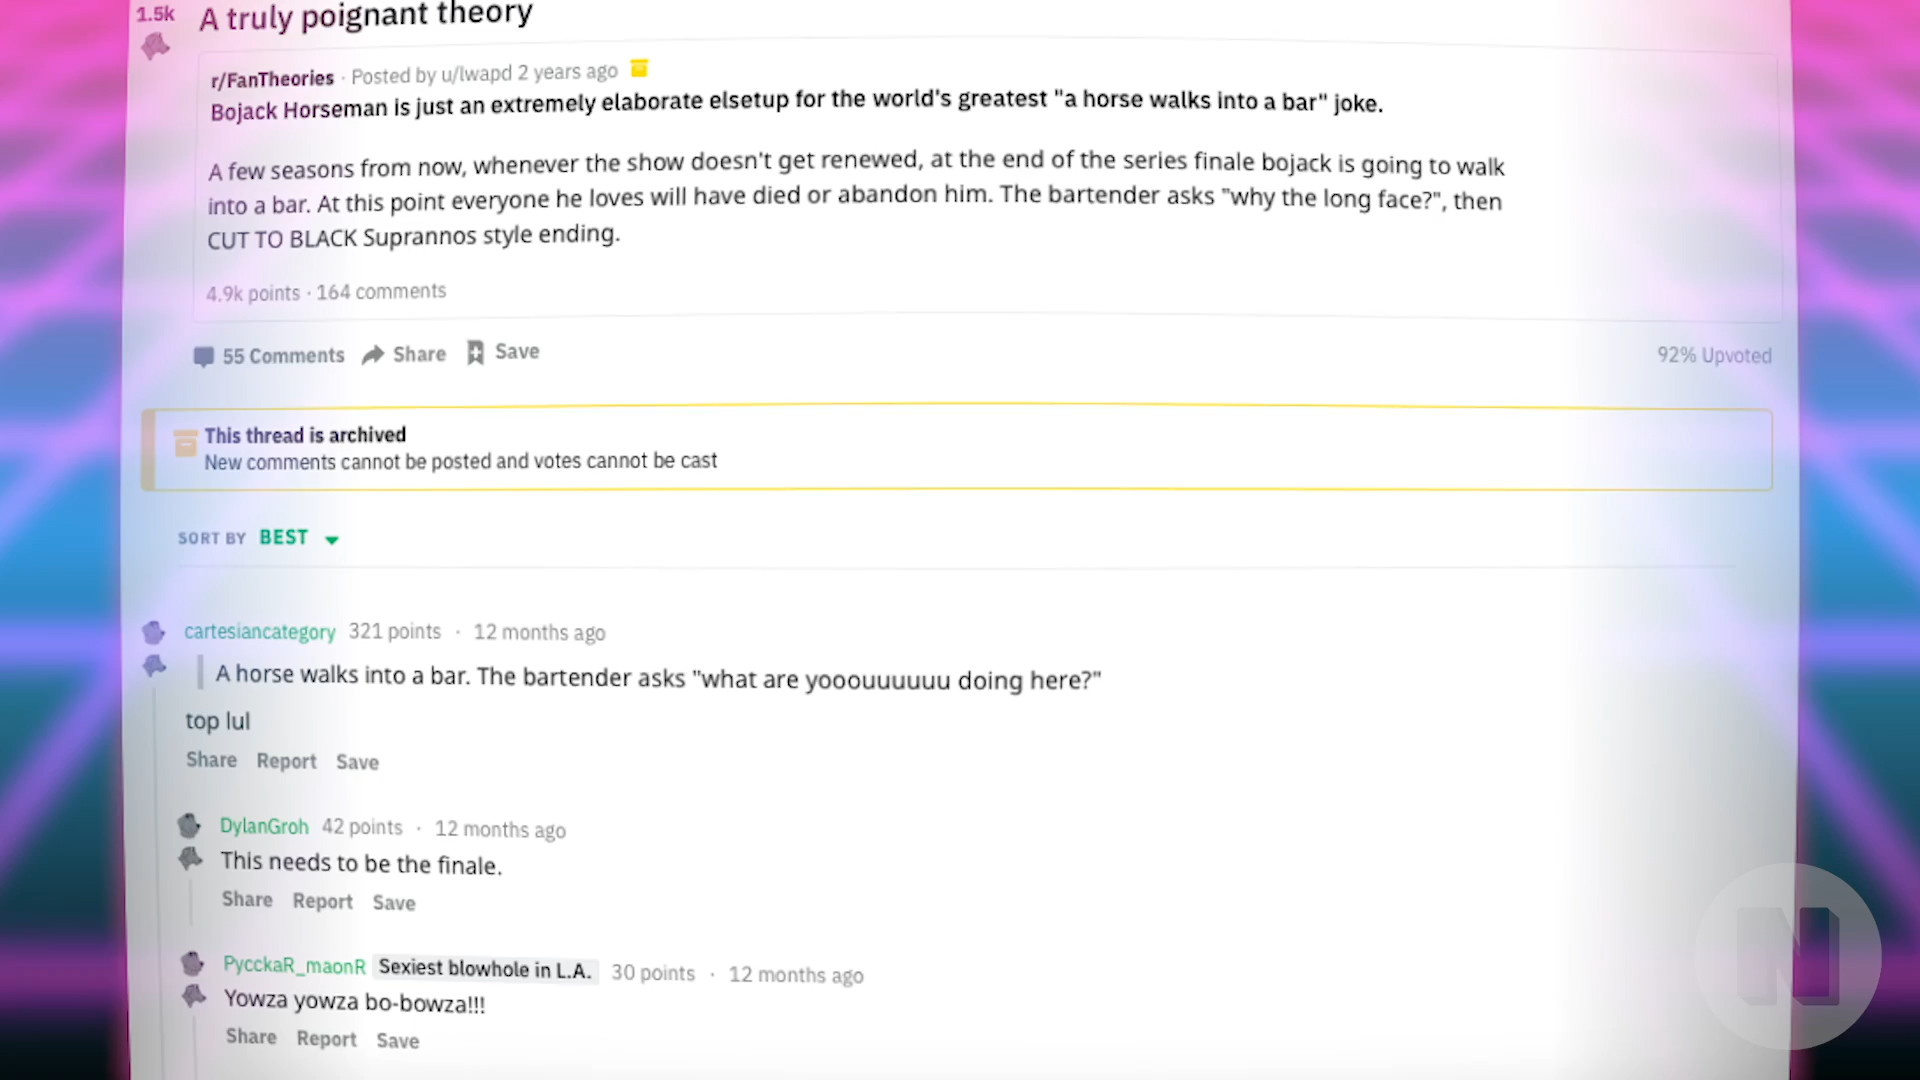 1.5k
A truly poignant theory
r/FanTheories · Posted by u/lwapd 2 years ago
Bojack Horseman is just an extremely elaborate elsetup for the world's greatest "a horse walks into a bar" joke.
A few seasons from now, whenever the show doesn't get renewed, at the end of the series finale bojack is going to walk
into a bar. At this point everyone he loves will have died or abandon him. The bartender asks "why the long face?", then
CUT TO BLACK Suprannos style ending.
4.9k points · 164 comments
55 Comments Share Save 92% Upvoted
This thread is archived
New comments cannot be posted and votes cannot be cast
SORT BY BEST
cartesiancategory 321 points · 12 months ago
A horse walks into a bar. The bartender asks "what are yooouuuuuu doing here?"
top lul
Share Report Save
DylanGroh 42 points · 12 months ago
This needs to be the finale.
Share Report Save
PycckaR_maonR Sexiest blowhole in L.A. 30 points · 12 months ago
Yowza yowza bo-bowza!!!
Share Report Save
N